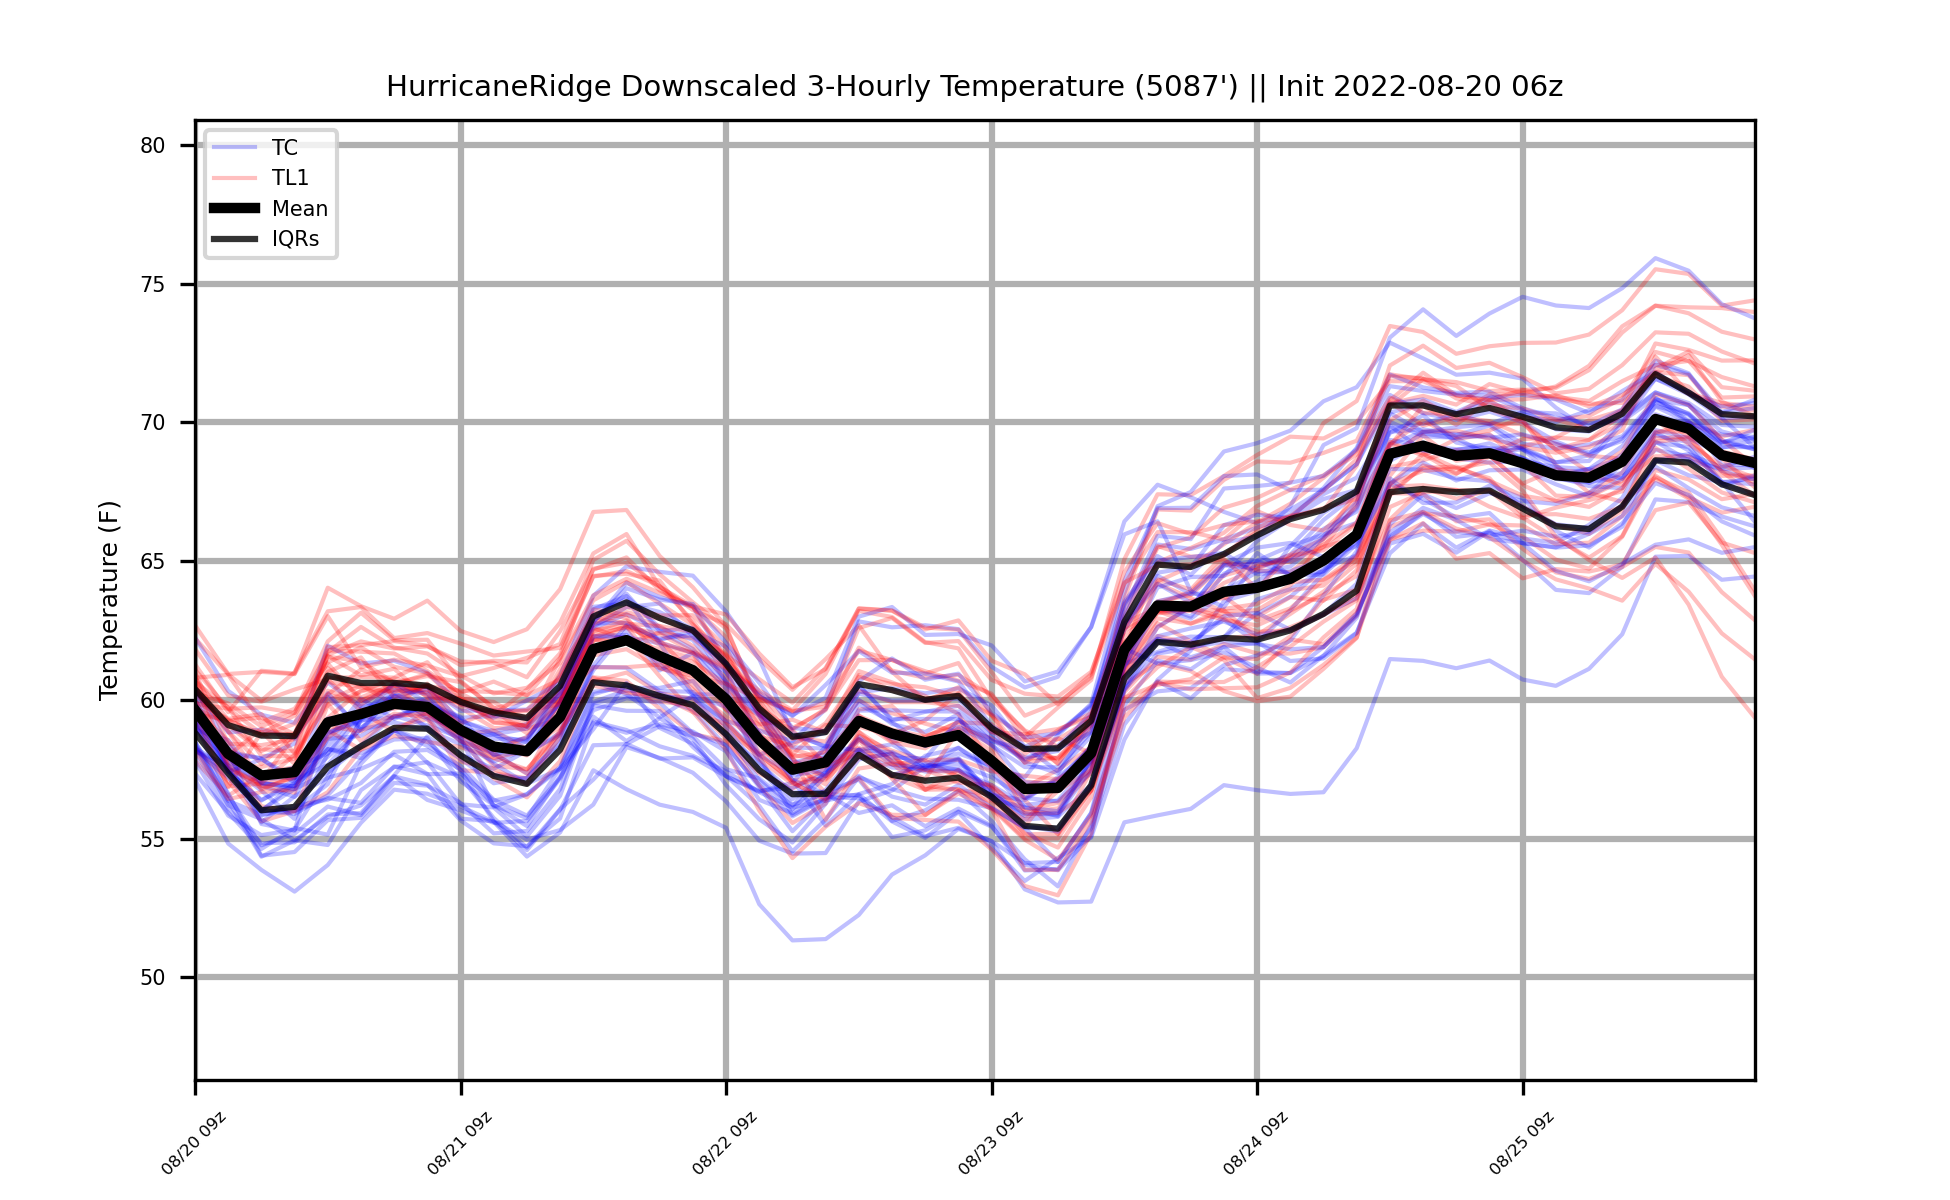 HurricaneRidge Downscaled 3-Hourly Temperature (5087') || Init 2022-08-20 06z
TC
TL1
Mean
IQRs
Temperature (F)
80
75
70
65
60
55
50
08/20 09z
08/21 09z
08/22 09z
08/23 09z
08/24 09z
08/25 09z